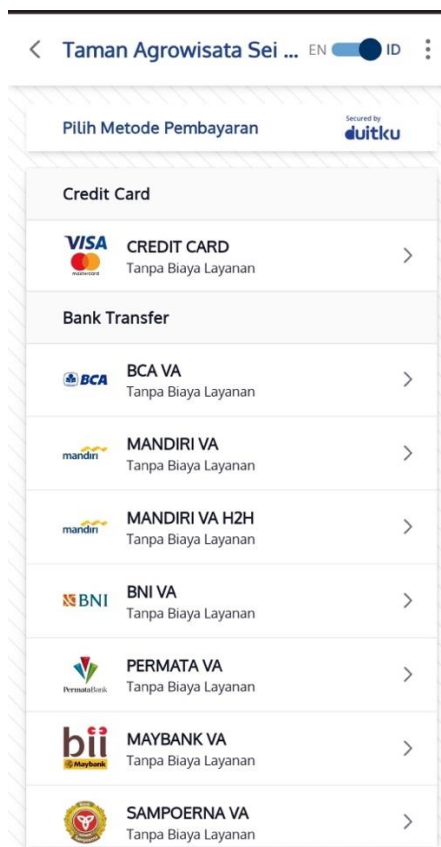 Taman Agrowisata Sei ... EN ID
Pilih Metode Pembayaran
Secured by
duitku
Credit Card
VISA
mastercard
CREDIT CARD
Tanpa Biaya Layanan
Bank Transfer
BCA
BCA VA
Tanpa Biaya Layanan
mandiri
MANDIRI VA
Tanpa Biaya Layanan
mandiri
MANDIRI VA H2H
Tanpa Biaya Layanan
BNI
BNI VA
Tanpa Biaya Layanan
PermataBank
PERMATA VA
Tanpa Biaya Layanan
bii
Maybank
MAYBANK VA
Tanpa Biaya Layanan
SAMPOERNA VA
Tanpa Biaya Layanan